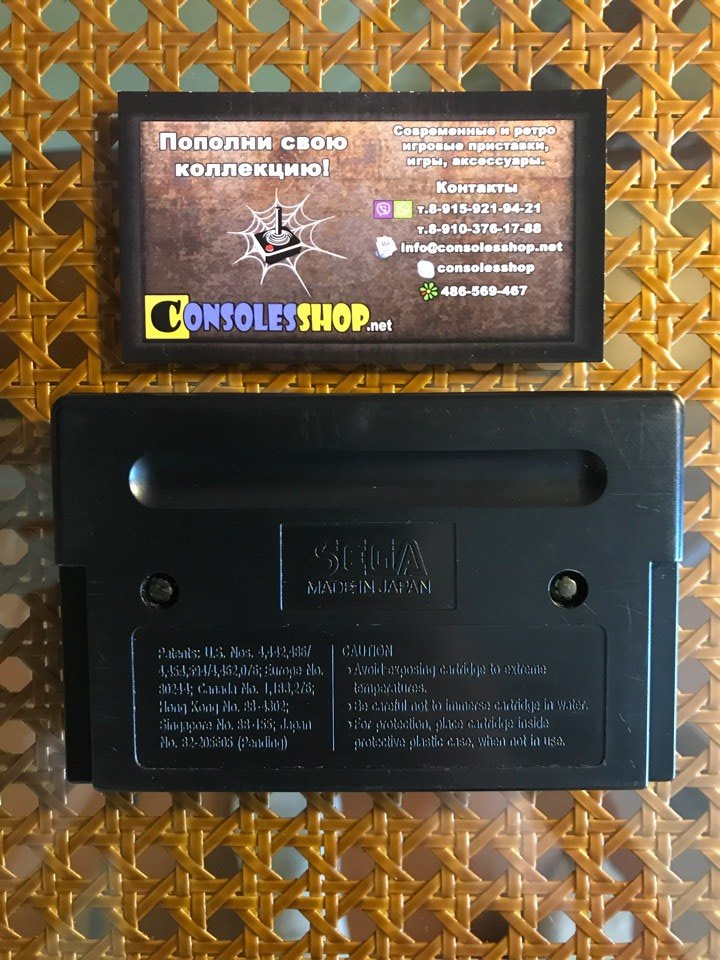 Пополни свою
коллекцию!
CONSOLESSHOP.net
Современные и ретро
игровые приставки,
игры, аксессуары.
Контакты
т.8-915-921-94-21
т.8-910-376-17-88
info@consolesshop.net
consolesshop
486-569-467
SEGA
MADE IN JAPAN
Patents: U.S. Nos. 4,442,486/
4,454,594/4,462,076; Europe No.
80244; Canada No. 1,183,276;
Hong Kong No. 88-4302;
Singapore No. 88-155; Japan
No. 82-205605 (Pending)
CAUTION
• Avoid exposing cartridge to extreme
temperatures.
• Be careful not to immerse cartridge in water.
• For protection, place cartridge inside
protective plastic case, when not in use.